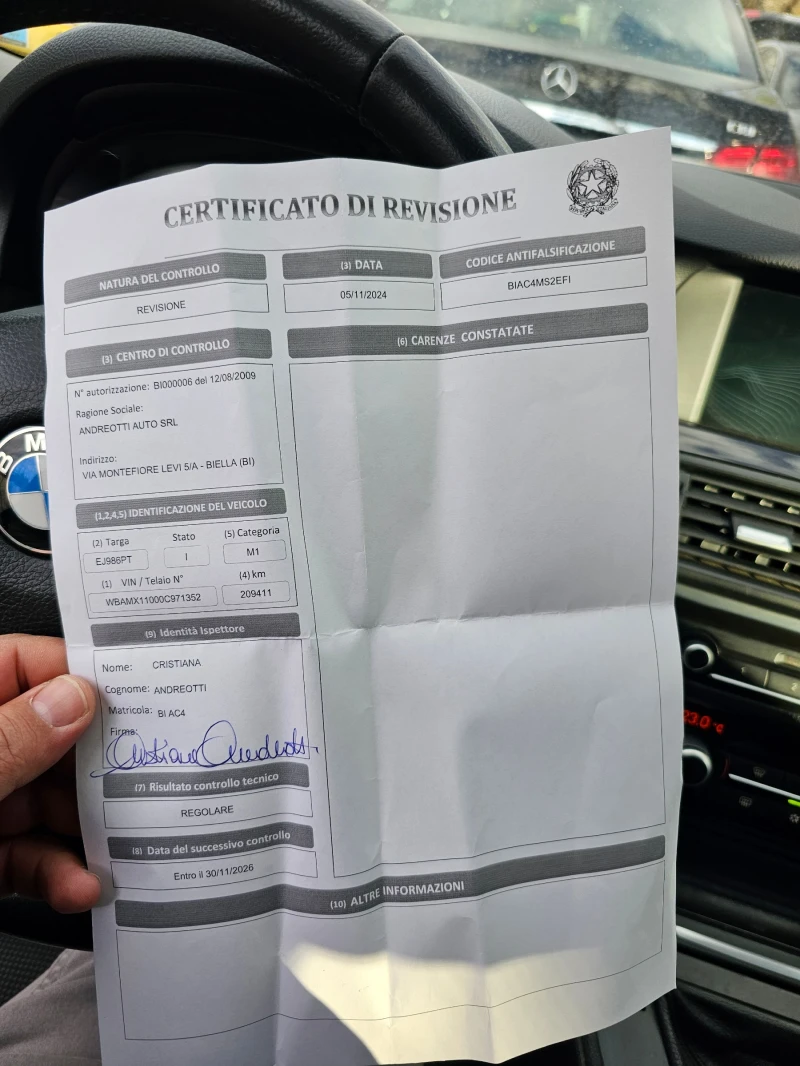 CERTIFICATO DI REVISIONE
NATURA DEL CONTROLLO
REVISIONE
(3) DATA
05/11/2024
CODICE ANTIFALSIFICAZIONE
BIAC4MS2EFI
(3) CENTRO DI CONTROLLO
N° autorizzazione: BI000006 del 12/08/2009
Ragione Sociale:
ANDREOTTI AUTO SRL
Indirizzo:
VIA MONTEFIORE LEVI 5/A - BIELLA (BI)
(6) CARENZE CONSTATATE
(1,2,4,5) IDENTIFICAZIONE DEL VEICOLO
(2) Targa
Stato
(5) Categoria
EJ986PT
I
M1
(1) VIN / Telaio N°
(4) km
WBAMX11000C971352
209411
(9) Identità Ispettore
Nome: CRISTIANA
Cognome: ANDREOTTI
Matricola: BI AC4
Firma:
Cristiana Andreotti
(7) Risultato controllo tecnico
REGOLARE
(8) Data del successivo controllo
Entro il 30/11/2026
(10) ALTRE INFORMAZIONI
B M
23.0 °C